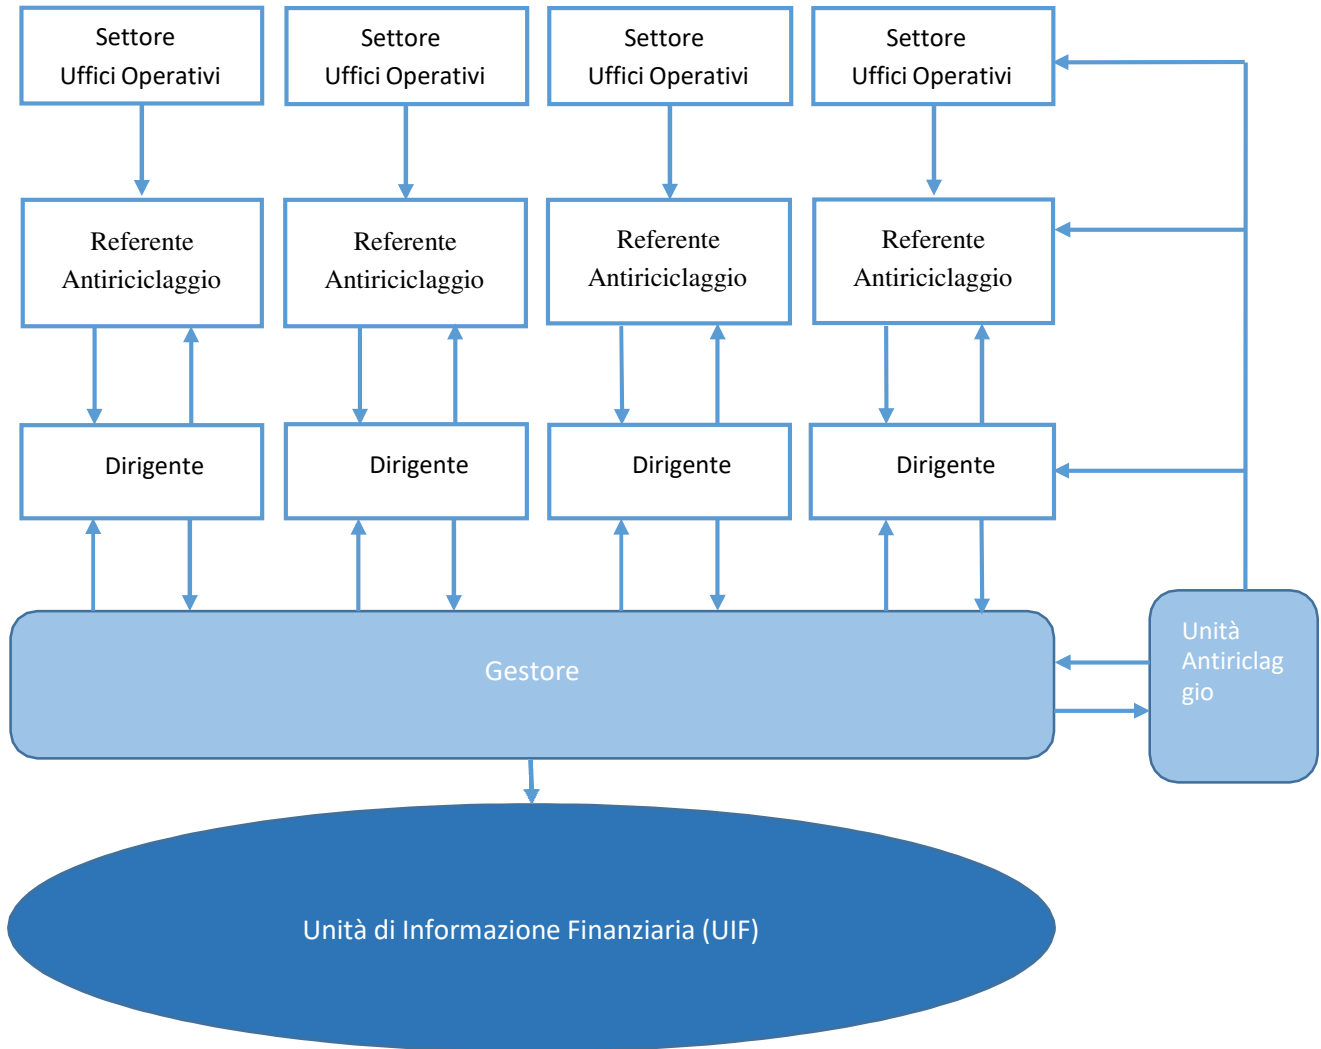 Settore
Uffici Operativi
Settore
Uffici Operativi
Settore
Uffici Operativi
Settore
Uffici Operativi
Referente
Antiriciclaggio
Referente
Antiriciclaggio
Referente
Antiriciclaggio
Referente
Antiriciclaggio
Dirigente
Dirigente
Dirigente
Dirigente
Gestore
Unità
Antiriclag
gio
Unità di Informazione Finanziaria (UIF)